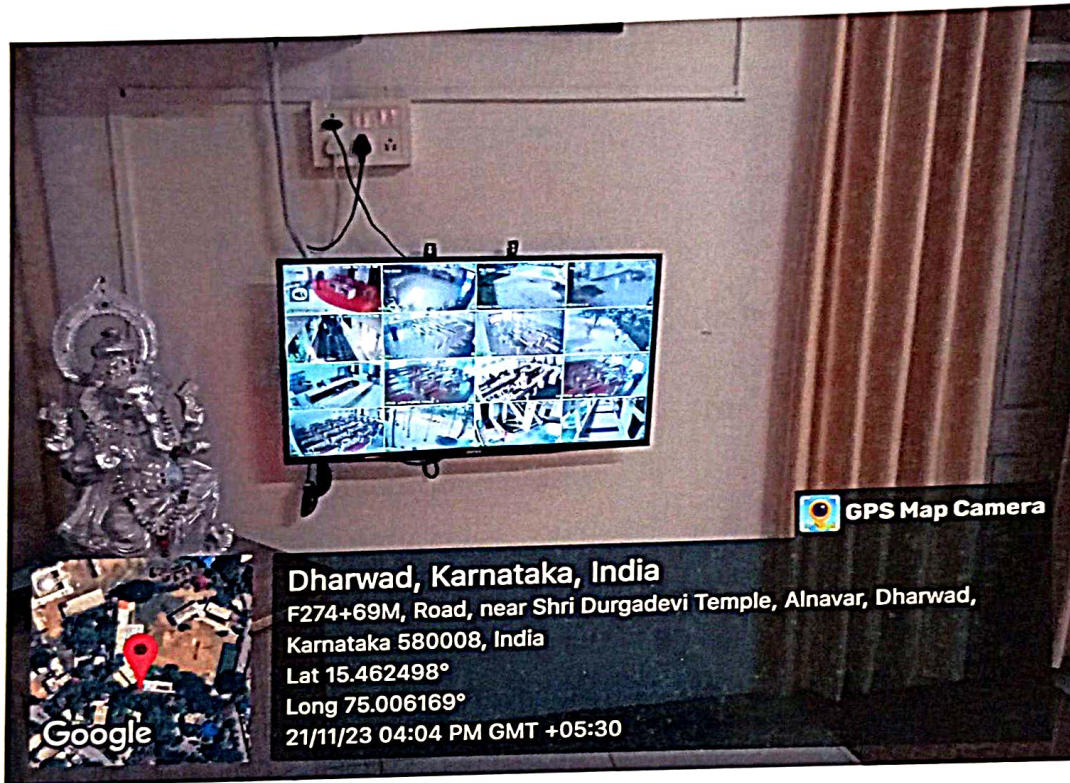 GPS Map Camera
Dharwad, Karnataka, India
F274+69M, Road, near Shri Durgadevi Temple, Alnavar, Dharwad,
Karnataka 580008, India
Lat 15.462498°
Long 75.006169°
21/11/23 04:04 PM GMT +05:30
Google